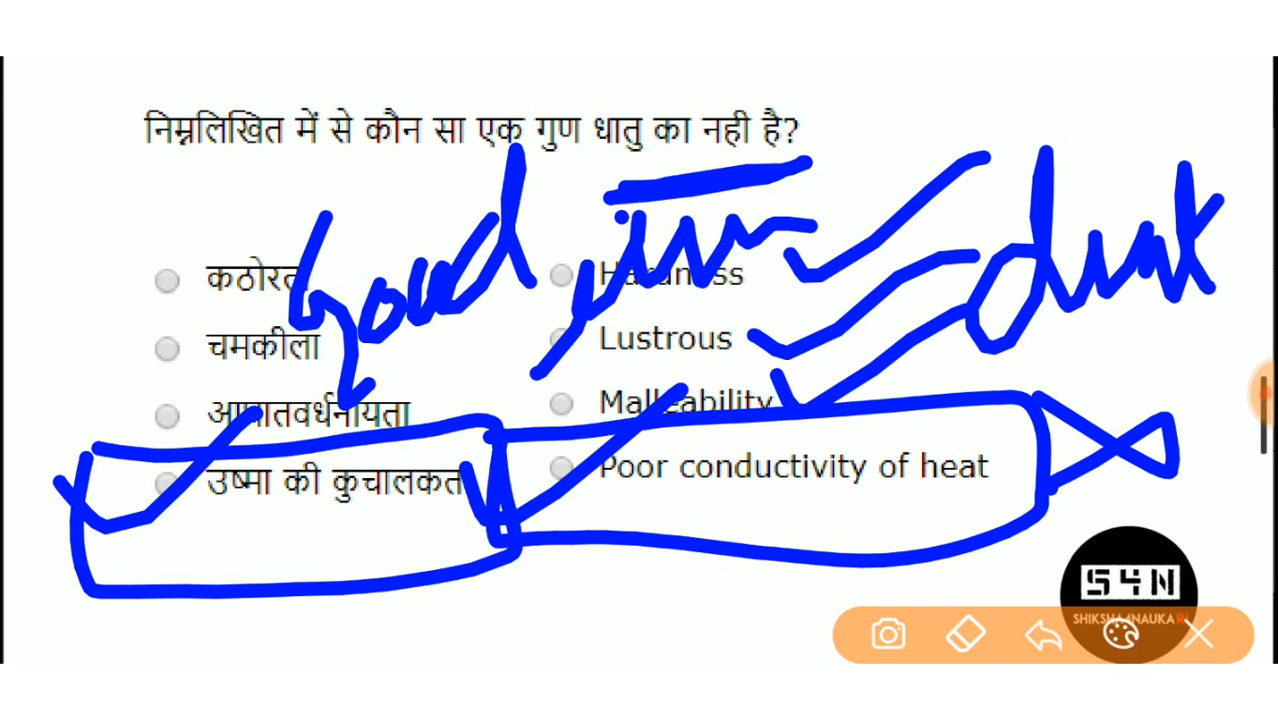 निम्नलिखित में से कौन सा एक गुण धातु का नही है?
Good
कठोरता Hardness
चमकीला Lustrous
आघातवर्धनीयता Malleability
उष्मा की कुचालकता Poor conductivity of heat
S4N
SHIKSHA4NAUKARI